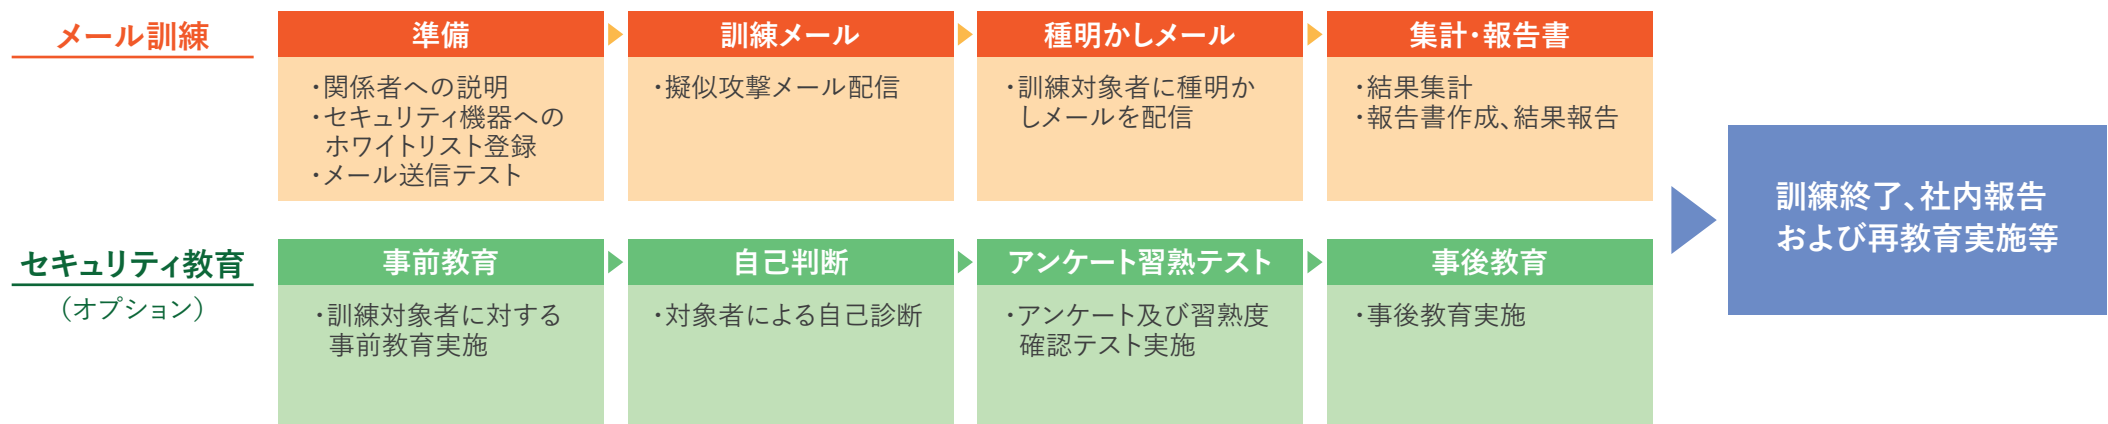 メール訓練
準備
訓練メール
種明かしメール
集計・報告書
・関係者への説明
・セキュリティ機器への
ホワイトリスト登録
・メール送信テスト
・擬似攻撃メール配信
・訓練対象者に種明か
しメールを配信
・結果集計
・報告書作成、結果報告
セキュリティ教育
（オプション）
事前教育
自己判断
アンケート習熟テスト
事後教育
・訓練対象者に対する
事前教育実施
・対象者による自己診断
・アンケート及び習熟度
確認テスト実施
・事後教育実施
訓練終了、社内報告
および再教育実施等